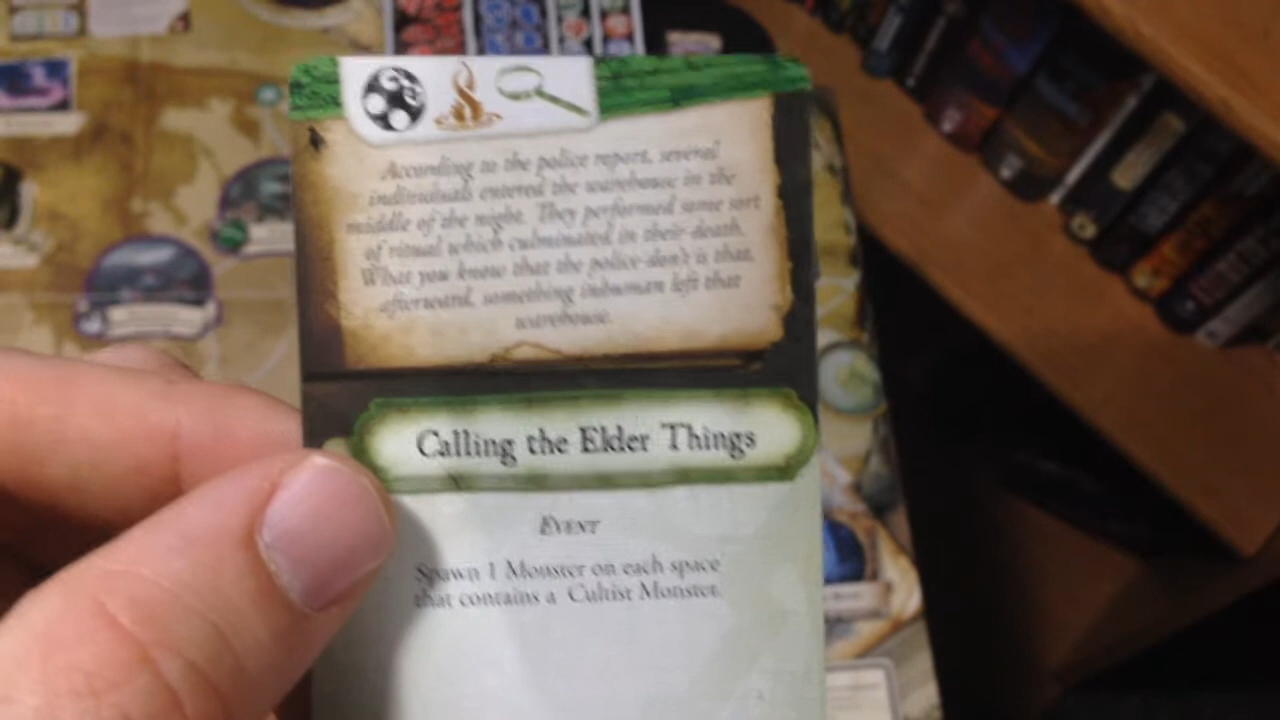 According to the police report, several
individuals entered the warehouse in the
middle of the night. They performed some sort
of ritual which culminated in their death.
What you know that the police don't is that,
afterward, something inhuman left that
warehouse.
Calling the Elder Things
EVENT
Spawn 1 Monster on each space
that contains a Cultist Monster.